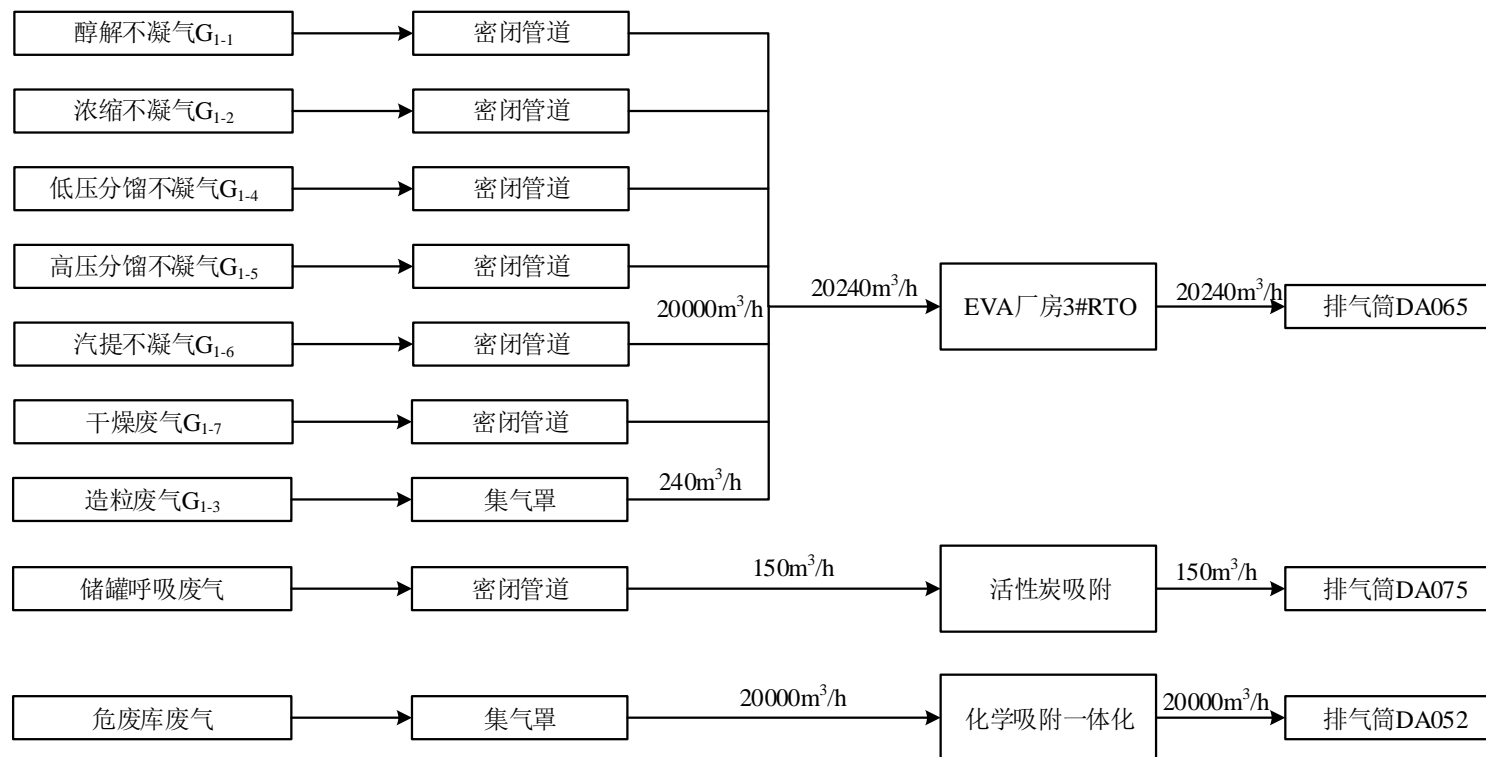 醇解不凝气G1-1
密闭管道
浓缩不凝气G1-2
密闭管道
低压分馏不凝气G1-4
密闭管道
高压分馏不凝气G1-5
密闭管道
20000m³/h
20240m³/h
EVA厂房3#RTO
20240m³/h
排气筒DA065
汽提不凝气G1-6
密闭管道
干燥废气G1-7
密闭管道
造粒废气G1-3
集气罩
240m³/h
储罐呼吸废气
密闭管道
150m³/h
活性炭吸附
150m³/h
排气筒DA075
危废库废气
集气罩
20000m³/h
化学吸附一体化
20000m³/h
排气筒DA052